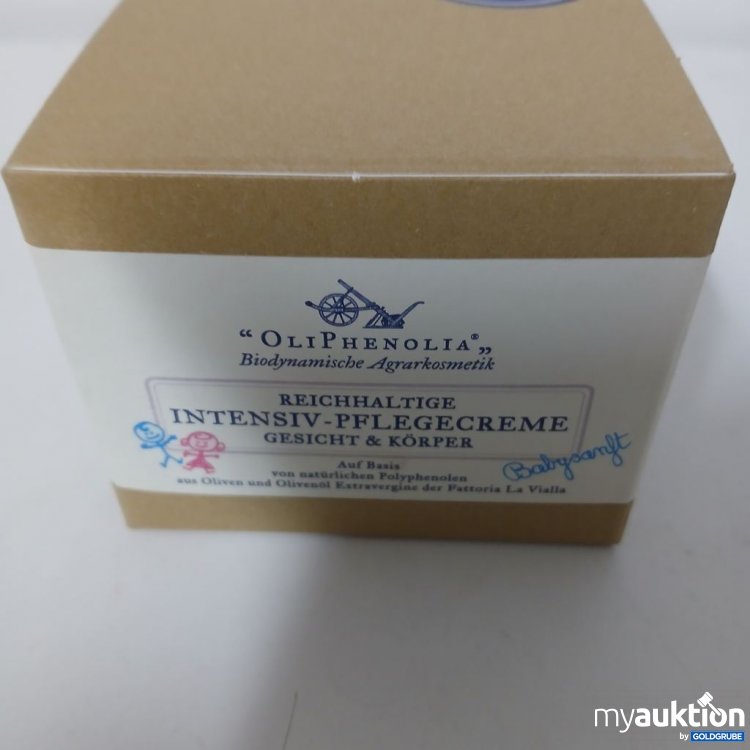 “ OLIPHENOLIA® „
Biodynamische Agrarkosmetik
REICHHALTIGE
INTENSIV-PFLEGECREME
GESICHT & KÖRPER
Auf Basis
von natürlichen Polyphenolen
aus Oliven und Olivenöl Extravergine der Fattoria La Vialla
Babysanft
myauktion
by GOLDGRUBE